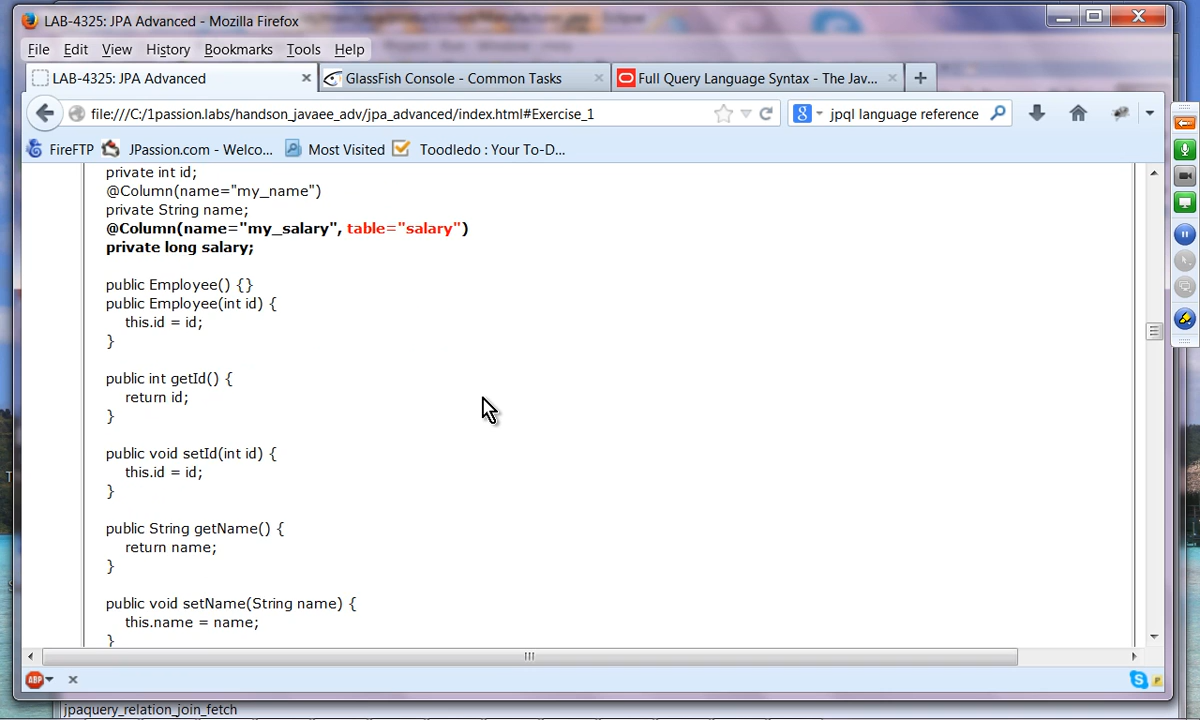 LAB-4325: JPA Advanced - Mozilla Firefox
File Edit View History Bookmarks Tools Help
LAB-4325: JPA Advanced × GlassFish Console - Common Tasks × Full Query Language Syntax - The Jav... × +
file:///C:/1passion.labs/handson_javaee_adv/jpa_advanced/index.html#Exercise_1 jpql language reference
FireFTP JPassion.com - Welco... Most Visited Toodledo : Your To-D...
private int id;
@Column(name="my_name")
private String name;
@Column(name="my_salary", table="salary")
private long salary;
public Employee() {}
public Employee(int id) {
this.id = id;
}
public int getId() {
return id;
}
public void setId(int id) {
this.id = id;
}
public String getName() {
return name;
}
public void setName(String name) {
this.name = name;
}
ABP ×
jpaquery_relation_join_fetch